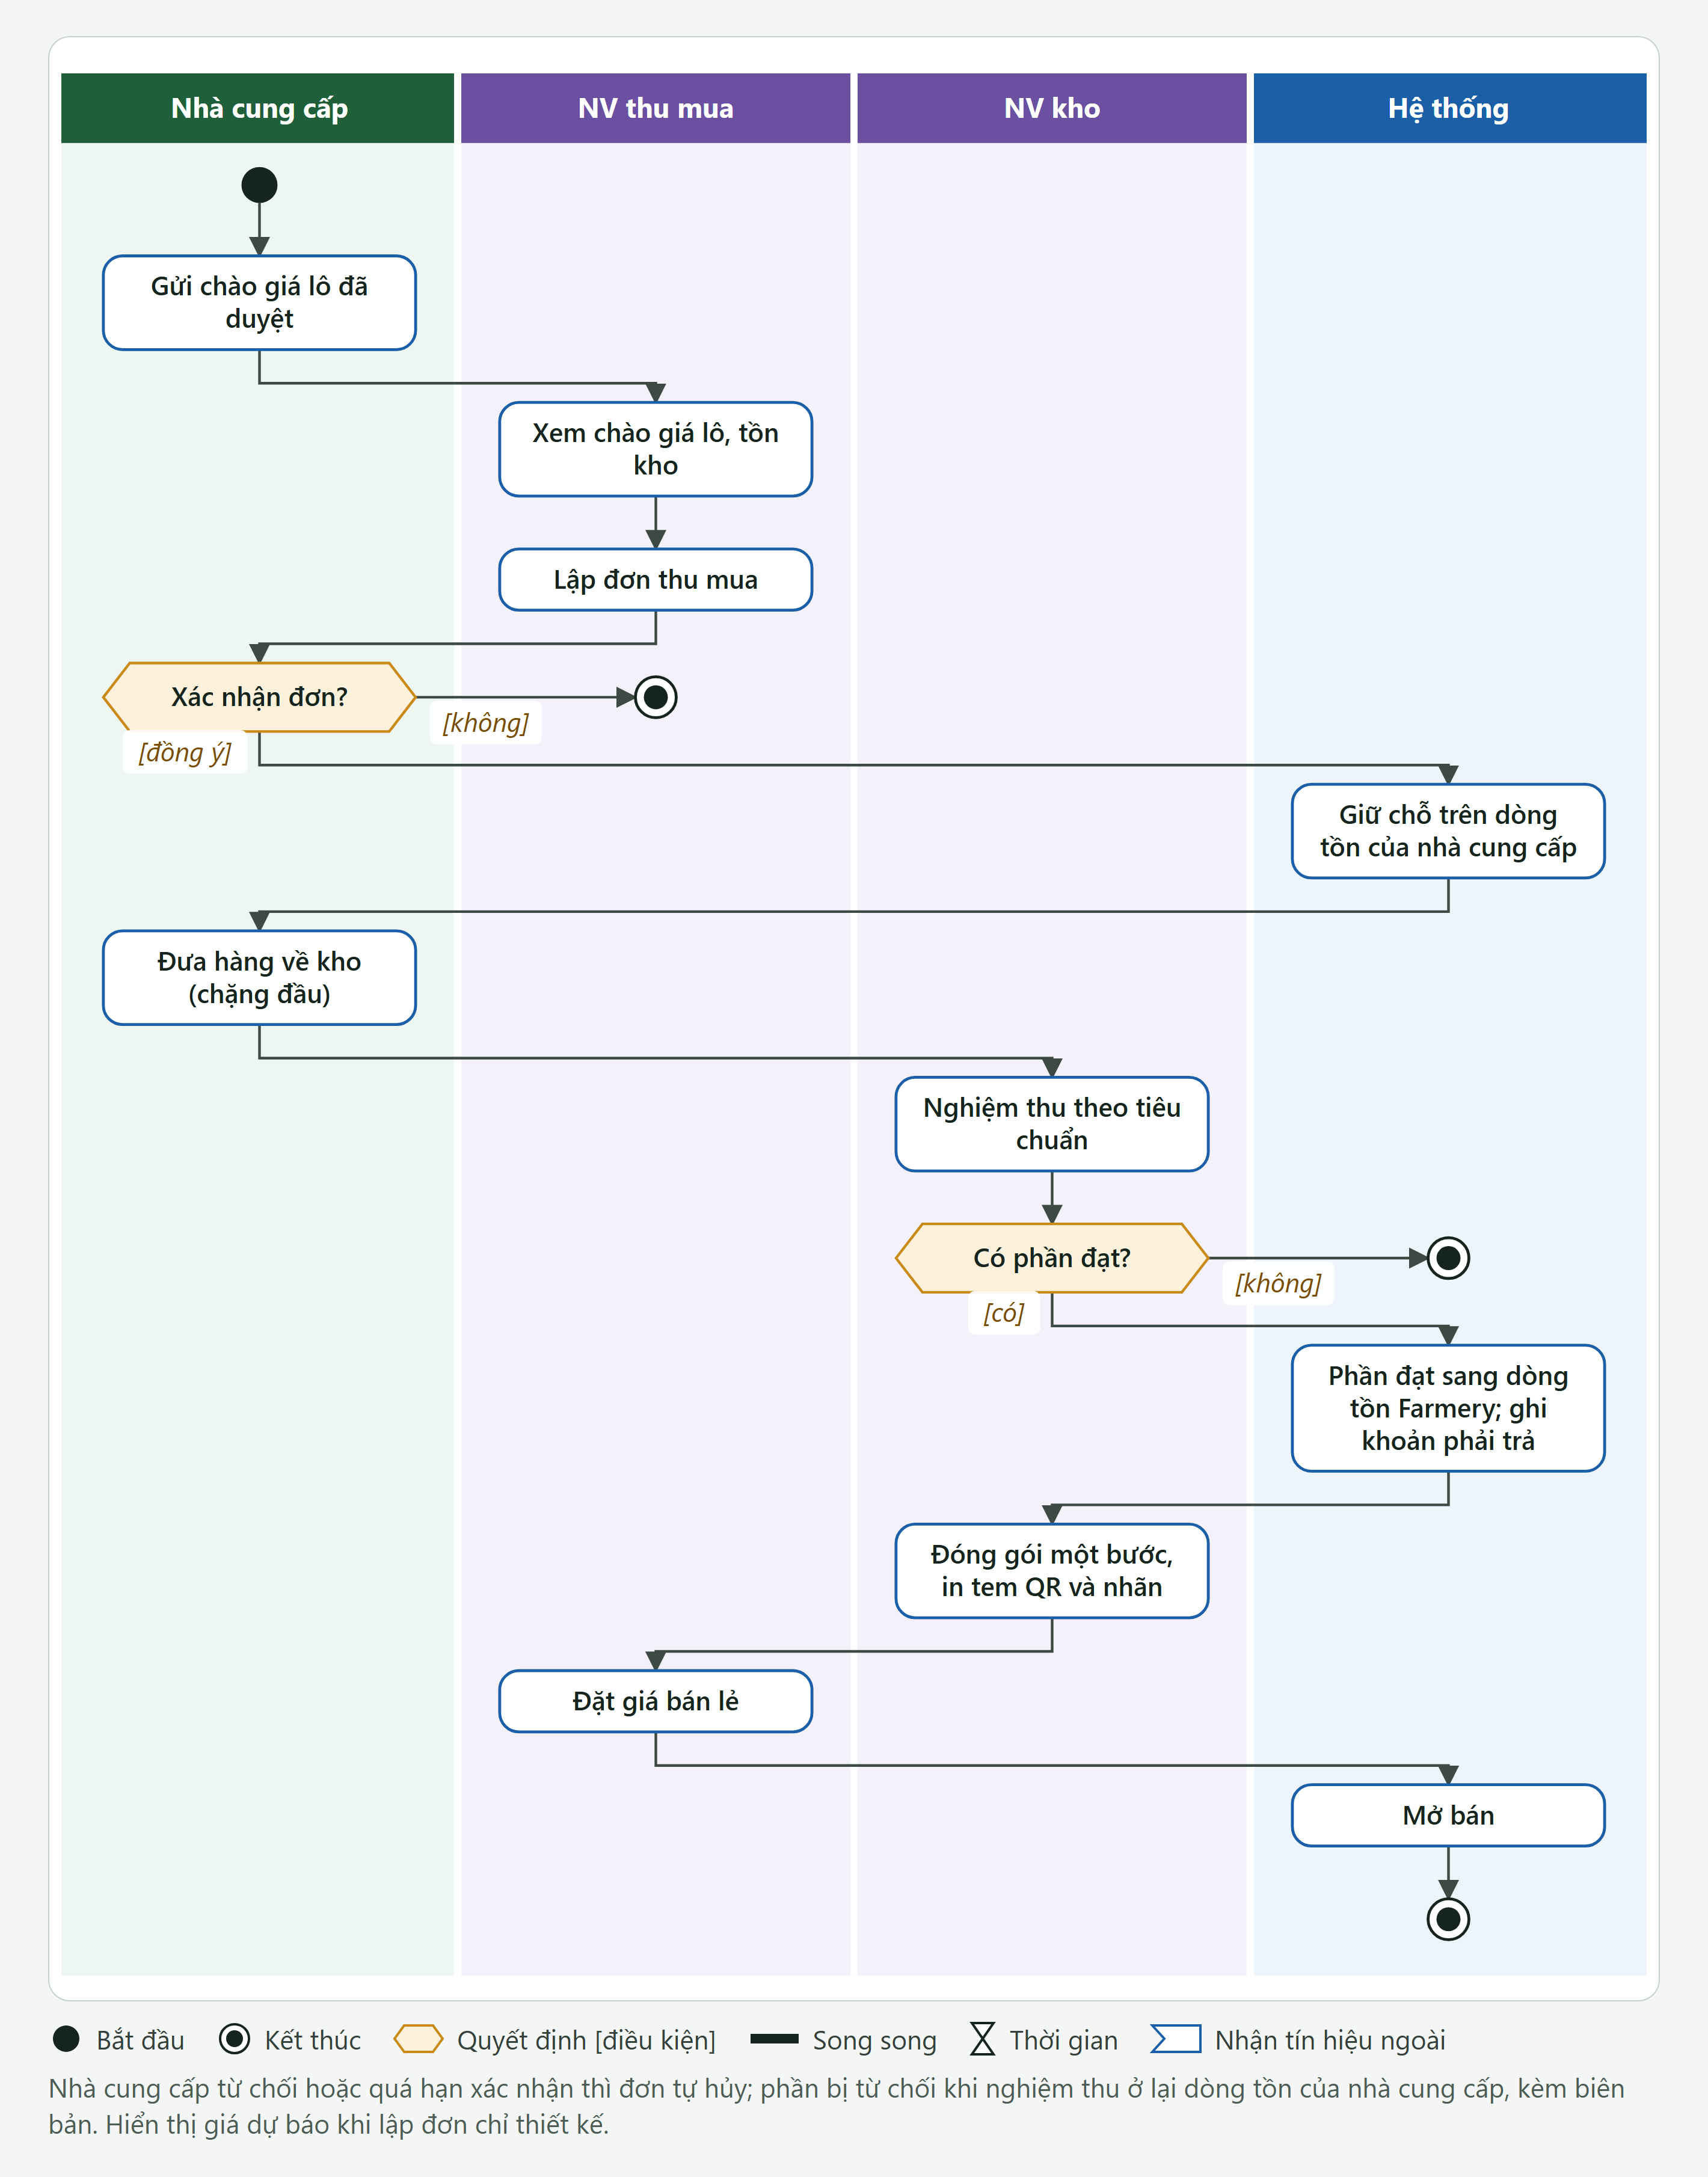 Nhà cung cấp
NV thu mua
NV kho
Hệ thống
Gửi chào giá lô đã
duyệt
Xem chào giá lô, tồn
kho
Lập đơn thu mua
Xác nhận đơn?
[không]
[đồng ý]
Giữ chỗ trên dòng
tồn của nhà cung cấp
Đưa hàng về kho
(chặng đầu)
Nghiệm thu theo tiêu
chuẩn
Có phần đạt?
[không]
[có]
Phần đạt sang dòng
tồn Farmery; ghi
khoản phải trả
Đóng gói một bước,
in tem QR và nhãn
Đặt giá bán lẻ
Mở bán
Bắt đầu
Kết thúc
Quyết định [điều kiện]
Song song
Thời gian
Nhận tín hiệu ngoài
Nhà cung cấp từ chối hoặc quá hạn xác nhận thì đơn tự hủy; phần bị từ chối khi nghiệm thu ở lại dòng tồn của nhà cung cấp, kèm biên
bản. Hiển thị giá dự báo khi lập đơn chỉ thiết kế.